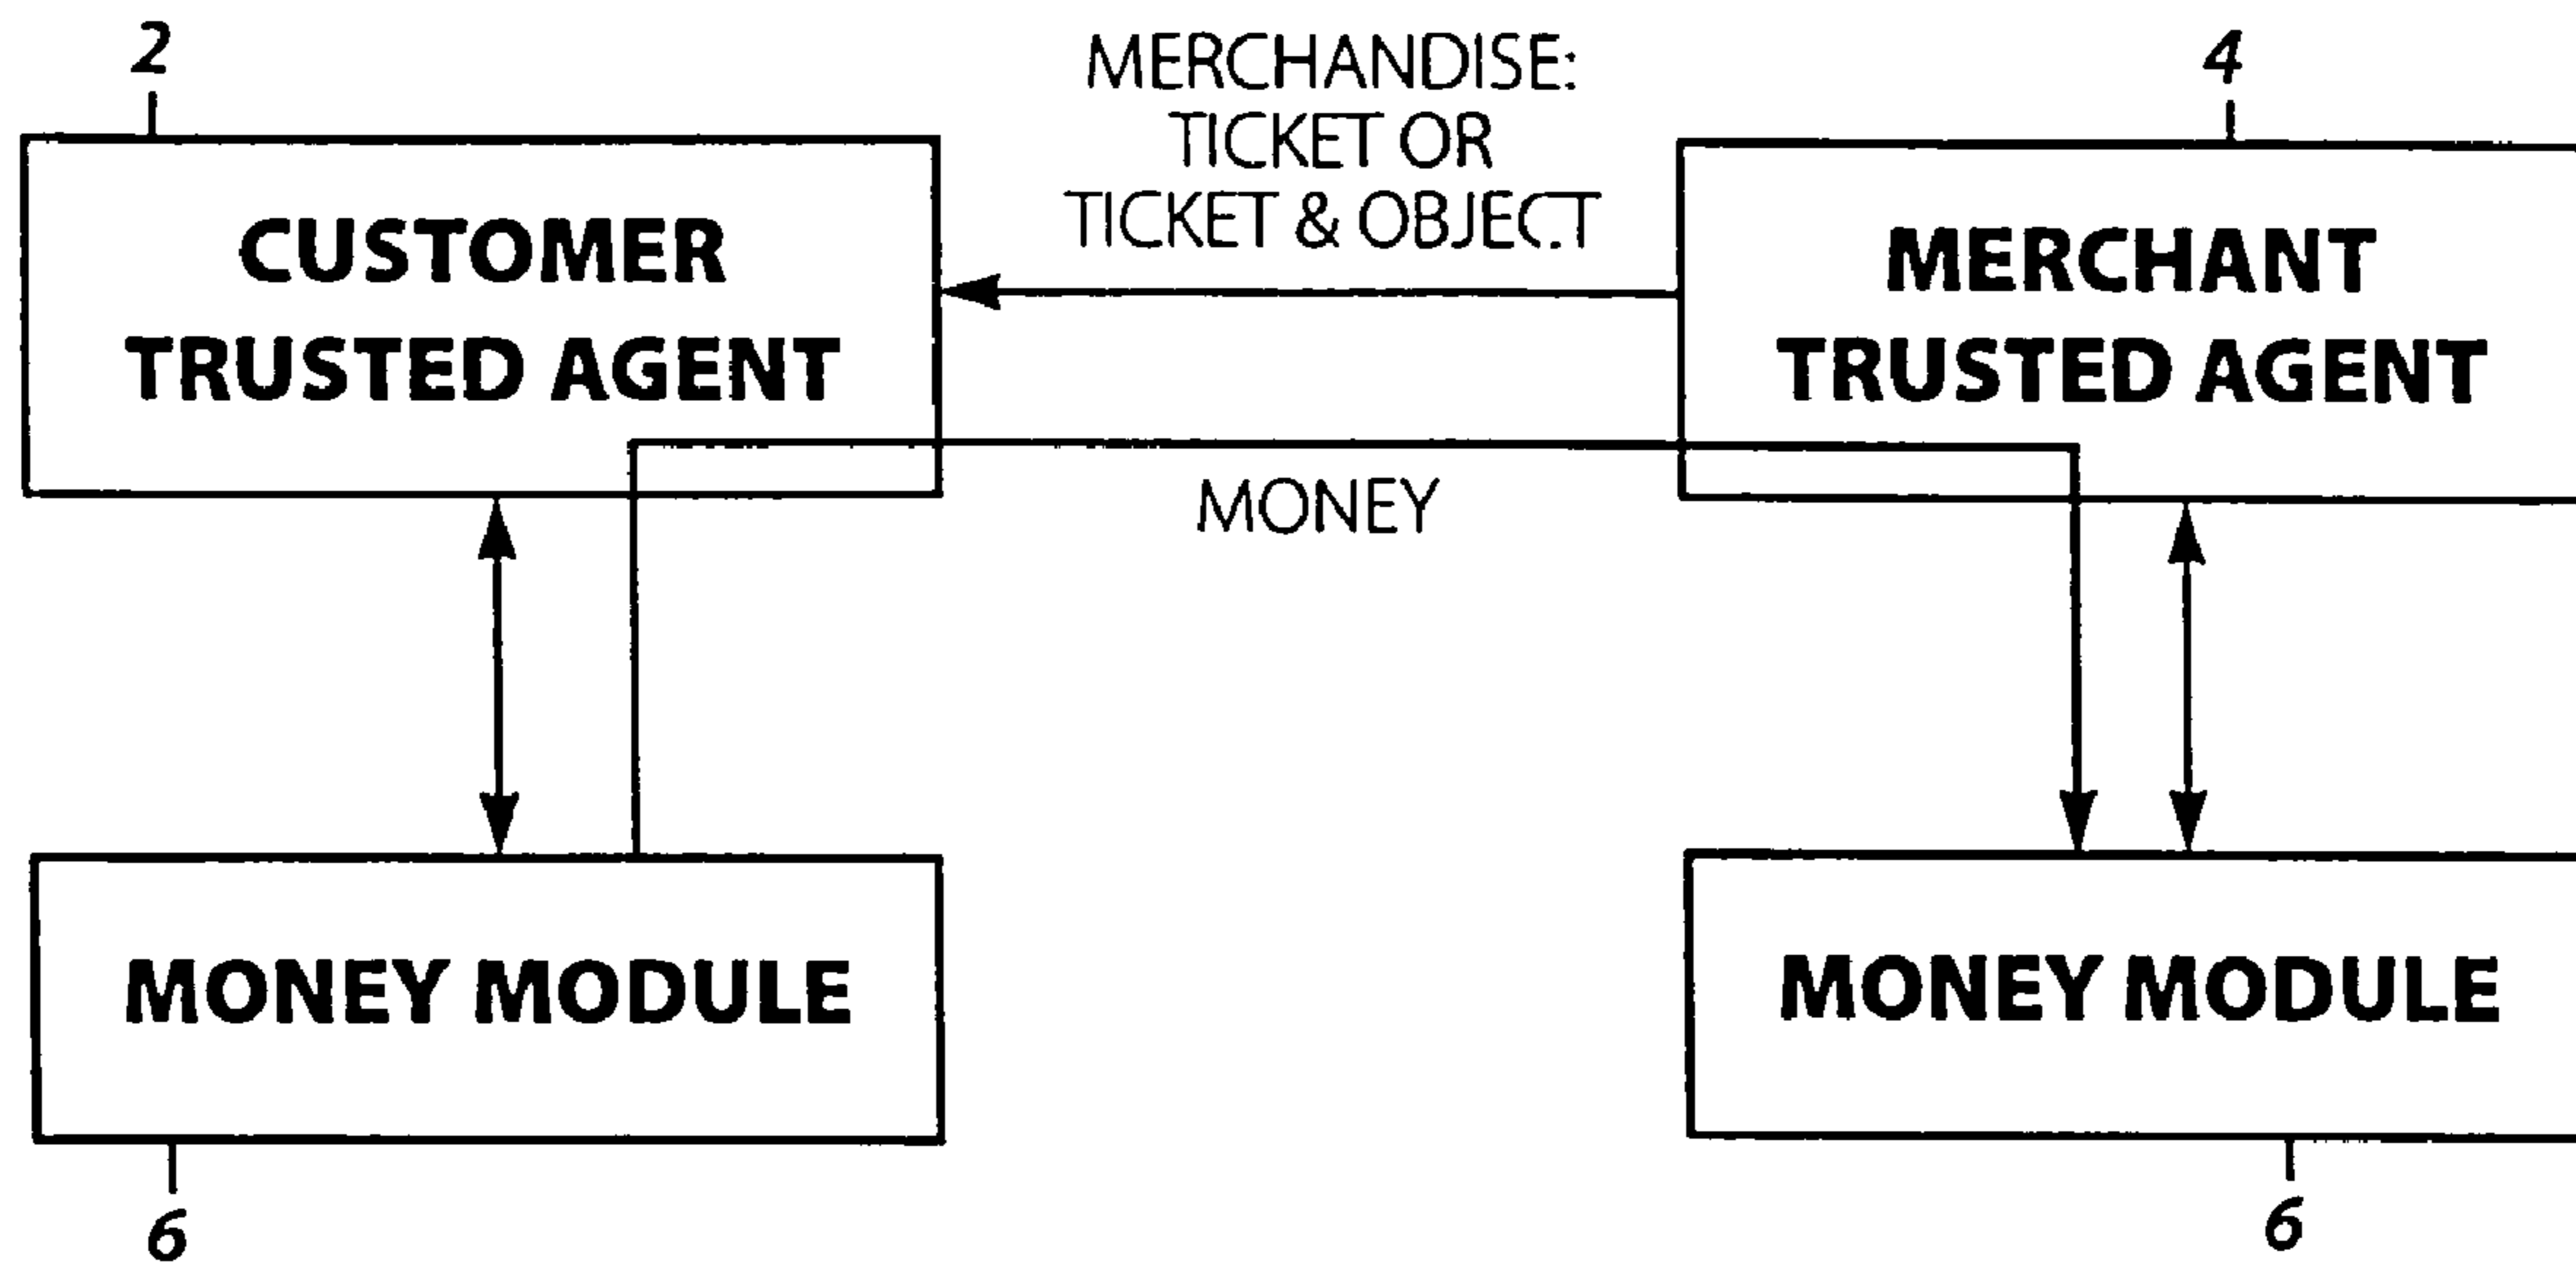 2
4
MERCHANDISE:
TICKET OR
TICKET & OBJECT
CUSTOMER
TRUSTED AGENT
MERCHANT
TRUSTED AGENT
MONEY
MONEY MODULE
MONEY MODULE
6
6